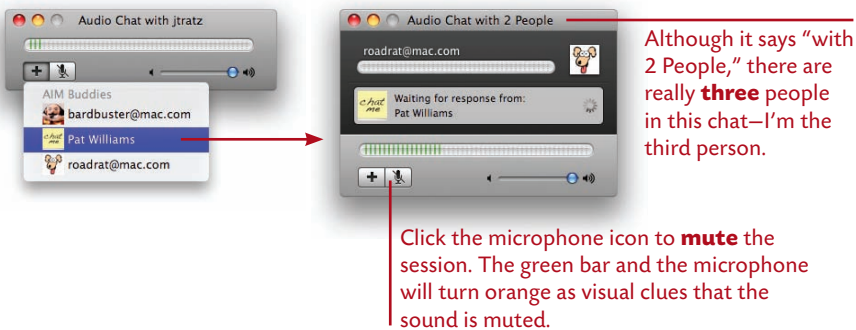 Audio Chat with jtratz
AIM Buddies
bardbuster@mac.com
Pat Williams
roadrat@mac.com
Audio Chat with 2 People
roadrat@mac.com
chat
me
Waiting for response from:
Pat Williams
Although it says “with
2 People,” there are
really three people
in this chat—I’m the
third person.
Click the microphone icon to mute the
session. The green bar and the microphone
will turn orange as visual clues that the
sound is muted.